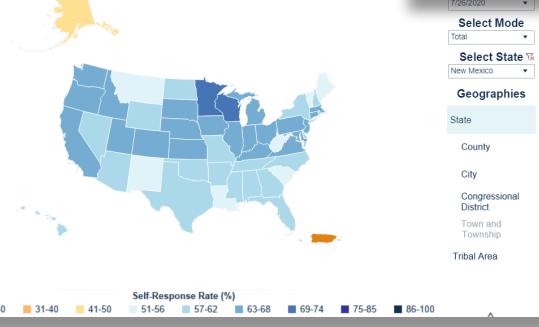 7/26/2020
Select Mode
Total
Select State
New Mexico
Geographies
State
County
City
Congressional
District
Town and
Township
Tribal Area
Self-Response Rate (%)
31-40 41-50 51-56 57-62 63-68 69-74 75-85 86-100